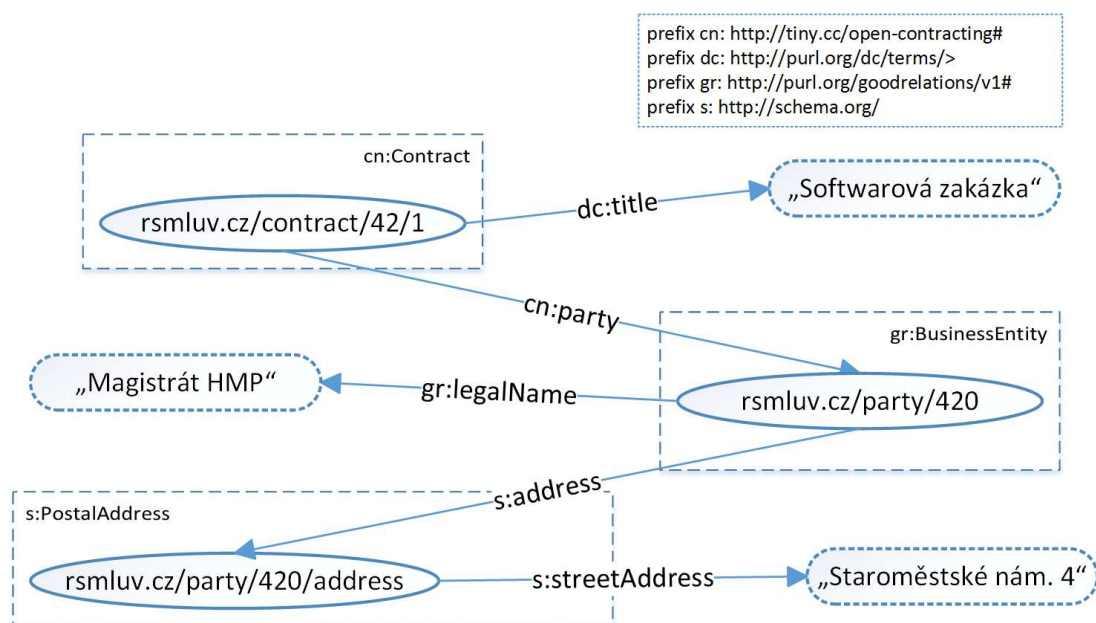 prefix cn: http://tiny.cc/open-contracting#
prefix dc: http://purl.org/dc/terms/>
prefix gr: http://purl.org/goodrelations/v1#
prefix s: http://schema.org/
cn:Contract
rsmluv.cz/contract/42/1
dc:title
„Softwarová zakázka“
cn:party
gr:BusinessEntity
„Magistrát HMP“
gr:legalName
rsmluv.cz/party/420
s:address
s:PostalAddress
rsmluv.cz/party/420/address
s:streetAddress
„Staroměstské nám. 4“